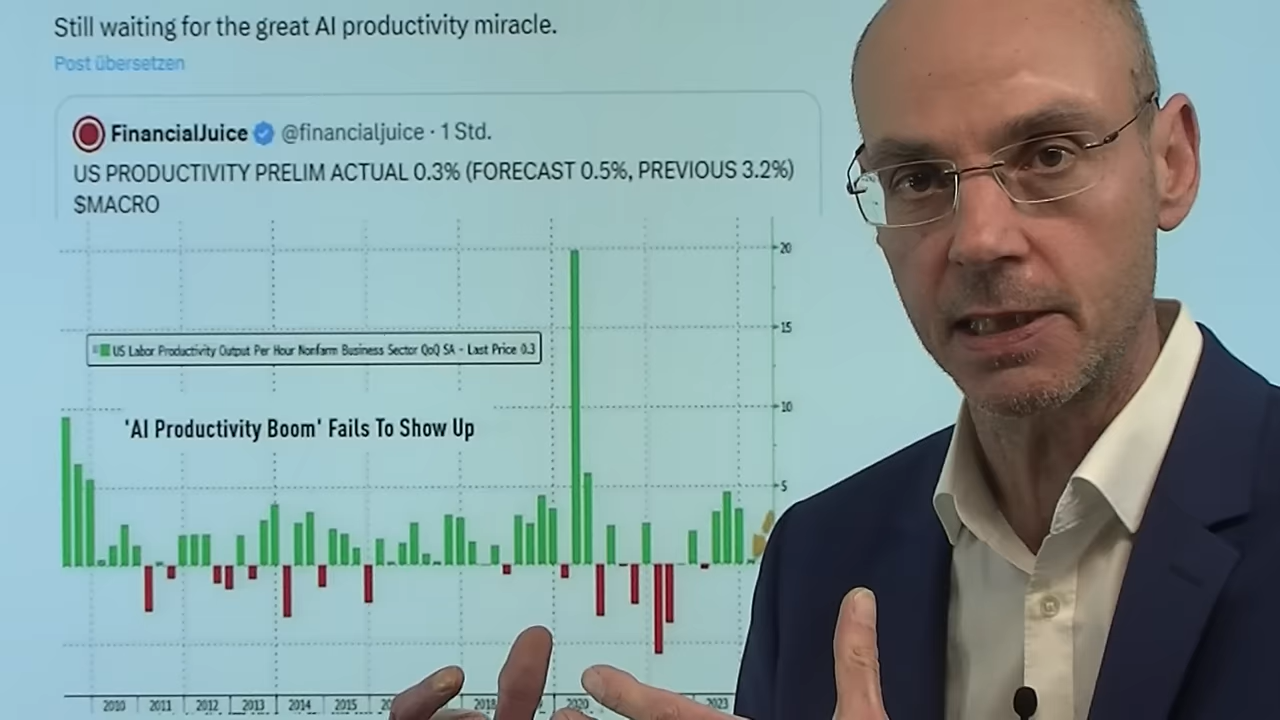 Still waiting for the great AI productivity miracle.
Post übersetzen
FinancialJuice @financialjuice · 1 Std.
US PRODUCTIVITY PRELIM ACTUAL 0.3% (FORECAST 0.5%, PREVIOUS 3.2%)
$MACRO
20
15
US Labor Productivity Output Per Hour Nonfarm Business Sector QoQ SA - Last Price 0.3
10
'AI Productivity Boom' Fails To Show Up
5
2010 2011 2012 2013 2014 2015 2018 2020 2023